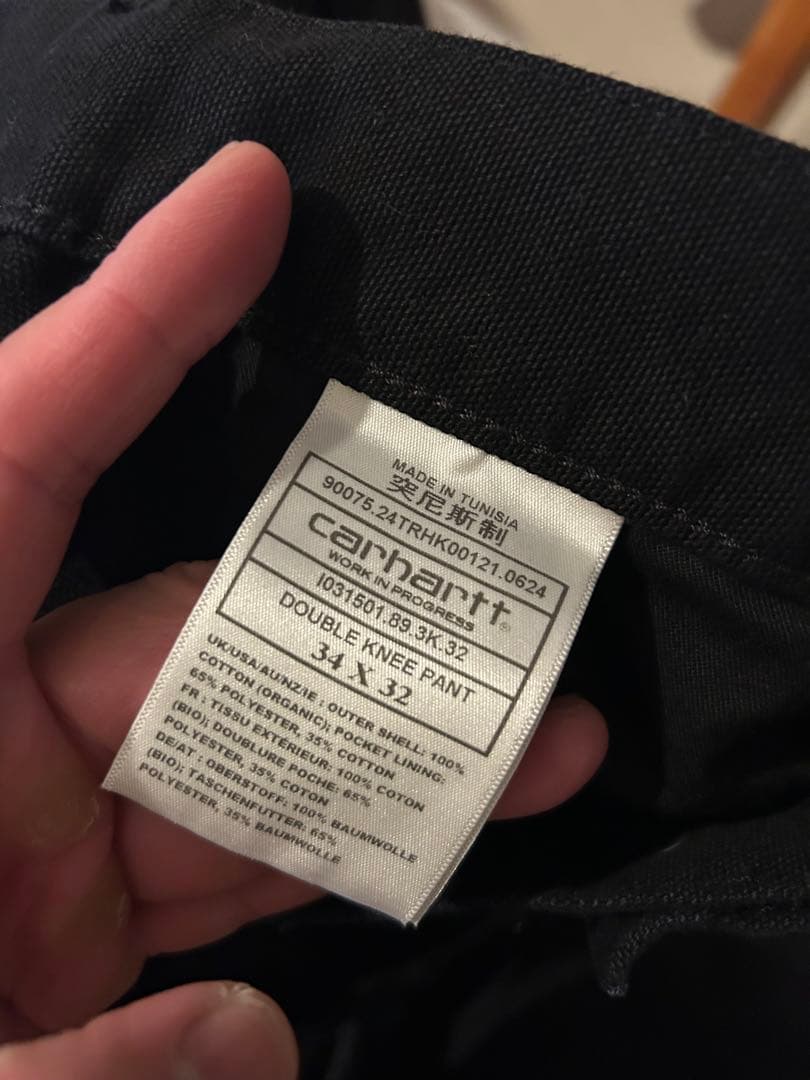 MADE IN TUNISIA
突尼斯制
90075.24TRHK00121.0624
carhartt®
WORK IN PROGRESS
I031501.89.3K.32
DOUBLE KNEE PANT
34 X 32
UK/USA/AU/NZ/IE : OUTER SHELL: 100%
COTTON (ORGANIC); POCKET LINING:
65% POLYESTER, 35% COTTON
FR : TISSU EXTERIEUR: 100% COTON
(BIO); DOUBLURE POCHE: 65%
POLYESTER, 35% COTON
DE/AT : OBERSTOFF: 100% BAUMWOLLE
(BIO); TASCHENFUTTER: 65%
POLYESTER, 35% BAUMWOLLE